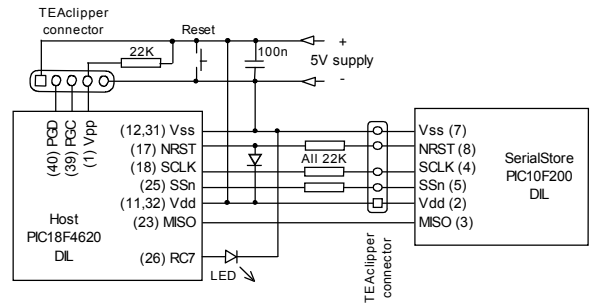 TEAclipper
connector
22K
Reset
100n
+
5V supply
-
(40) PGD
(39) PGC
(1) Vpp
(12,31) Vss
(17) NRST
(18) SCLK
(25) SSn
(11,32) Vdd
(23) MISO
(26) RC7
Host
PIC18F4620
DIL
LED
All 22K
TEAclipper
connector
Vss (7)
NRST (8)
SCLK (4)
SSn (5)
Vdd (2)
MISO (3)
SerialStore
PIC10F200
DIL